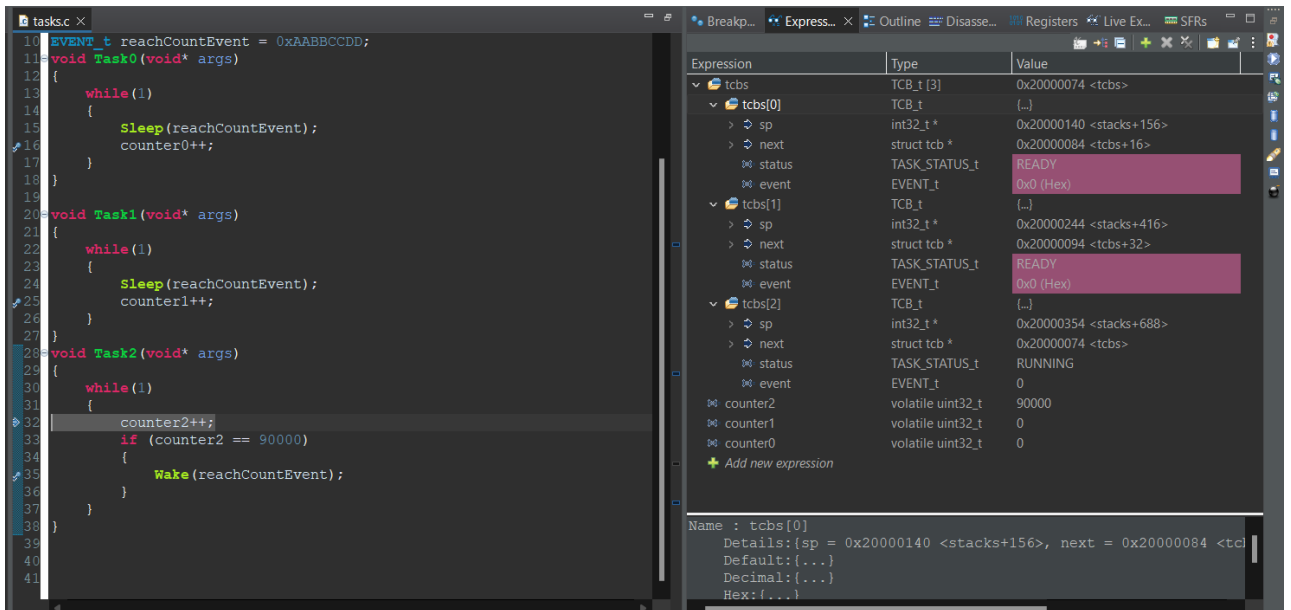 tasks.c
10 EVENT_t reachCountEvent = 0xAABBCCDD;
11 void Task0(void* args)
12 {
13 while(1)
14 {
15 Sleep(reachCountEvent);
16 counter0++;
17 }
18 }
19
20 void Task1(void* args)
21 {
22 while(1)
23 {
24 Sleep(reachCountEvent);
25 counter1++;
26 }
27 }
28 void Task2(void* args)
29 {
30 while(1)
31 {
32 counter2++;
33 if (counter2 == 90000)
34 {
35 Wake(reachCountEvent);
36 }
37 }
38 }
39
40
41
Breakp... Express... Outline Disasse... Registers Live Ex... SFRs
Expression Type Value
tcbs TCB_t [3] 0x20000074 <tcbs>
tcbs[0] TCB_t {...}
sp int32_t * 0x20000140 <stacks+156>
next struct tcb * 0x20000084 <tcbs+16>
status TASK_STATUS_t READY
event EVENT_t 0x0 (Hex)
tcbs[1] TCB_t {...}
sp int32_t * 0x20000244 <stacks+416>
next struct tcb * 0x20000094 <tcbs+32>
status TASK_STATUS_t READY
event EVENT_t 0x0 (Hex)
tcbs[2] TCB_t {...}
sp int32_t * 0x20000354 <stacks+688>
next struct tcb * 0x20000074 <tcbs>
status TASK_STATUS_t RUNNING
event EVENT_t 0
counter2 volatile uint32_t 90000
counter1 volatile uint32_t 0
counter0 volatile uint32_t 0
Add new expression
Name : tcbs[0]
Details:{sp = 0x20000140 <stacks+156>, next = 0x20000084 <tc
Default:{...}
Decimal:{...}
Hex:{...}